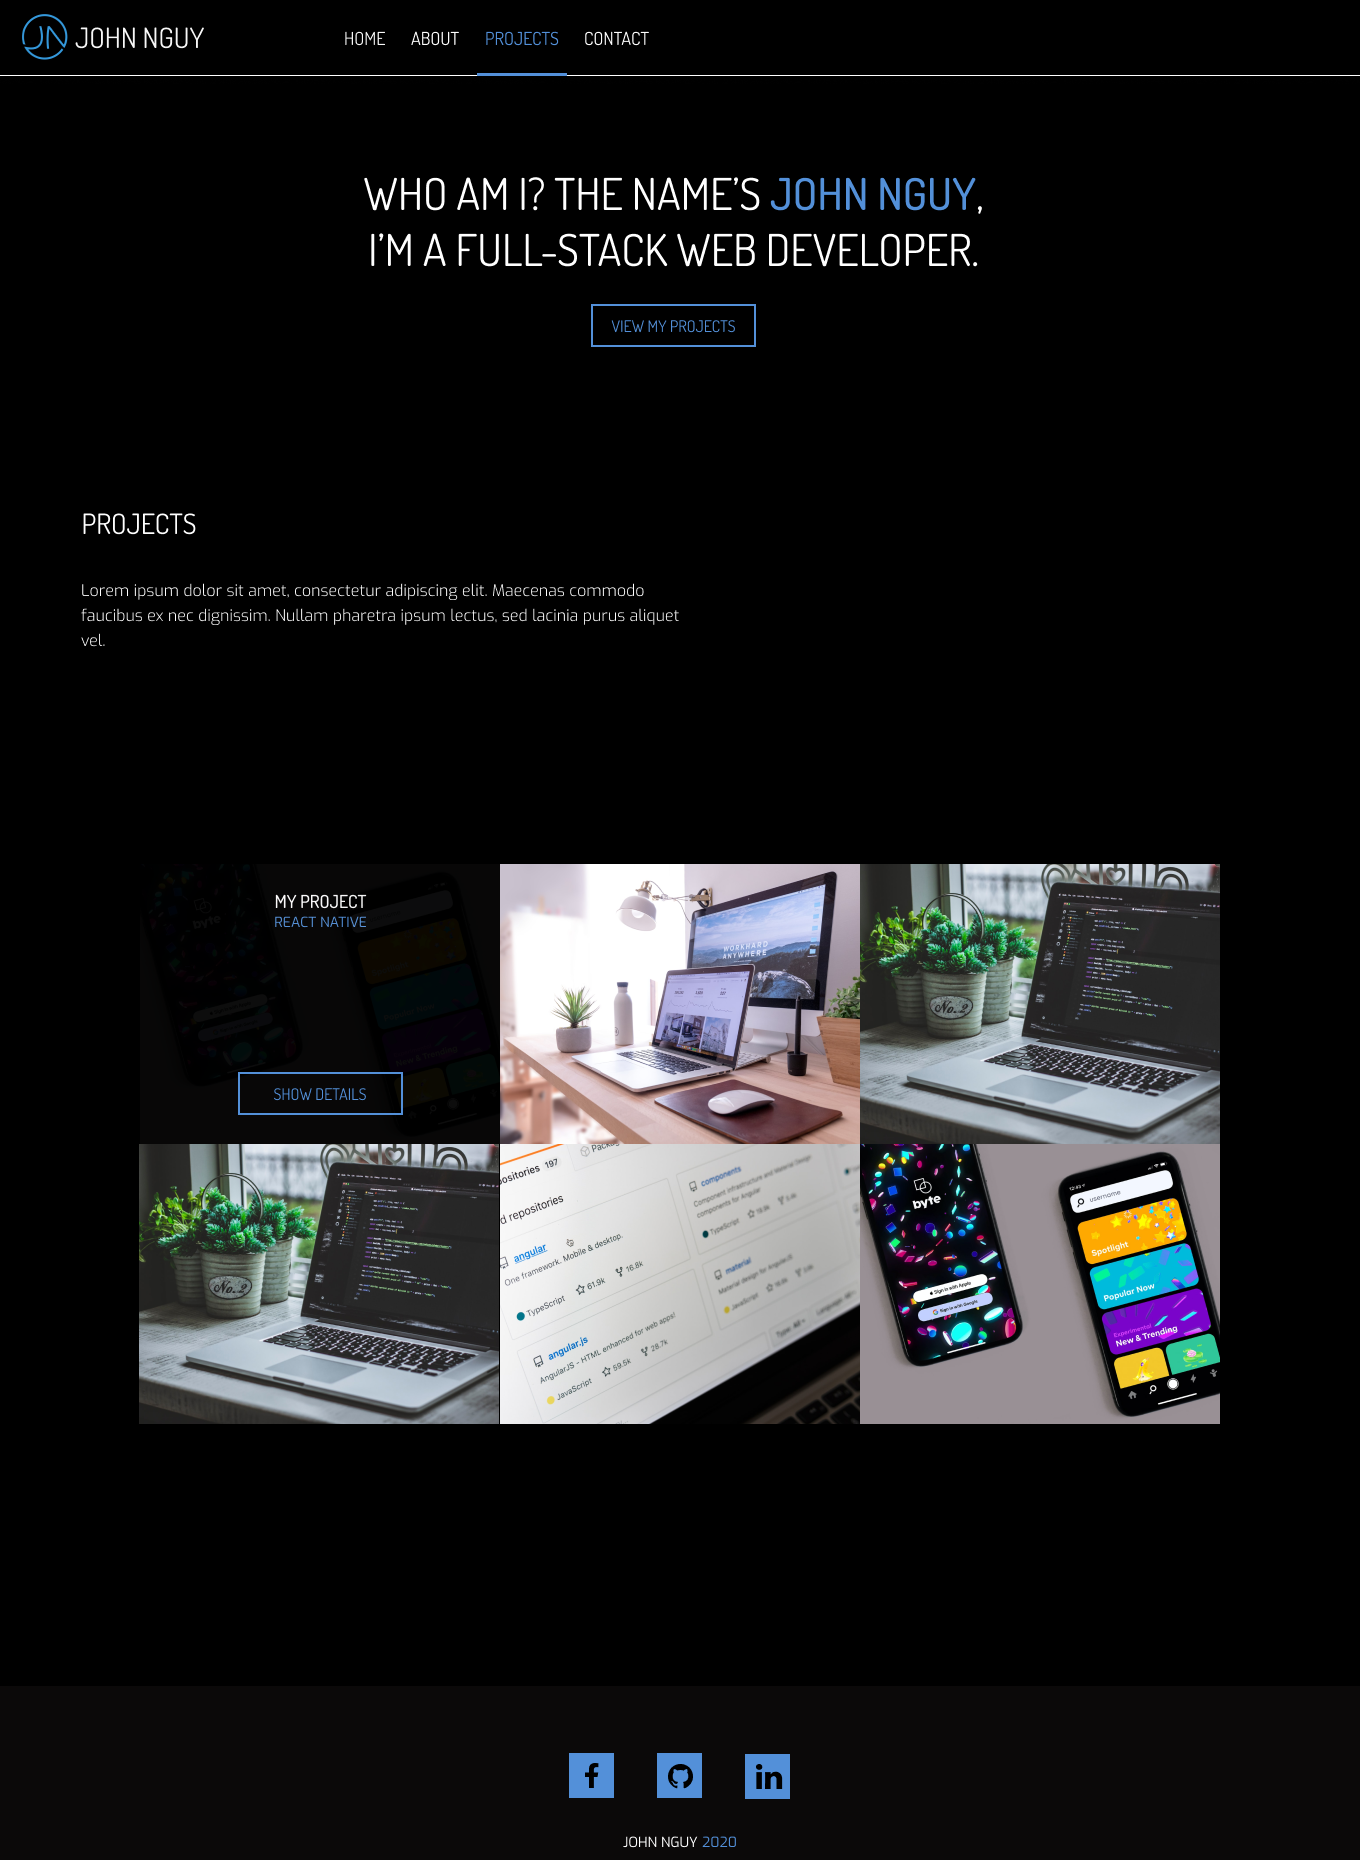 JN JOHN NGUY
HOME ABOUT PROJECTS CONTACT
WHO AM I? THE NAME'S JOHN NGUY,
I'M A FULL-STACK WEB DEVELOPER.
VIEW MY PROJECTS
PROJECTS
Lorem ipsum dolor sit amet, consectetur adipiscing elit. Maecenas commodo
faucibus ex nec dignissim. Nullam pharetra ipsum lectus, sed lacinia purus aliquet
vel.
MY PROJECT
REACT NATIVE
byte
New & Trending
SHOW DETAILS
WORKHARD
ANYWHERE
No. 2
No. 2
ositories 197
Packag
d repositories
angular
One framework. Mobile & desktop.
TypeScript 61.9k 16.8k
angular.js
AngularJS - HTML enhanced for web apps!
JavaScript 59.5k 28.7k
components
Component infrastructure and Material Design
components for Angular
TypeScript 18.9k
material
Material design for AngularJS
JavaScript
byte
Sign in with Apple
Sign in with Google
username
Spotlight
Popular Now
Experimental
New & Trending
JOHN NGUY 2020